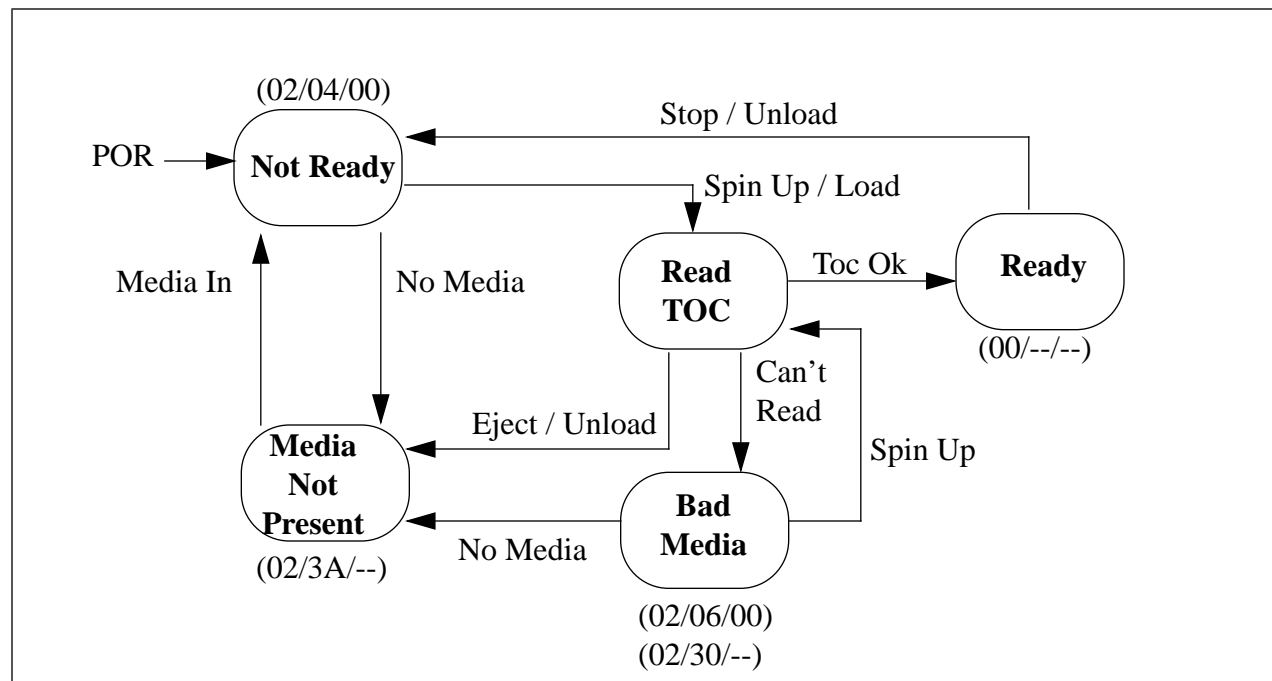 (02/04/00)
Stop / Unload
POR
Not Ready
Spin Up / Load
Media In
No Media
Read
TOC
Toc Ok
Ready
(00/--/--)
Can't
Read
Eject / Unload
Spin Up
Media
Not
Present
(02/3A/--)
No Media
Bad
Media
(02/06/00)
(02/30/--)